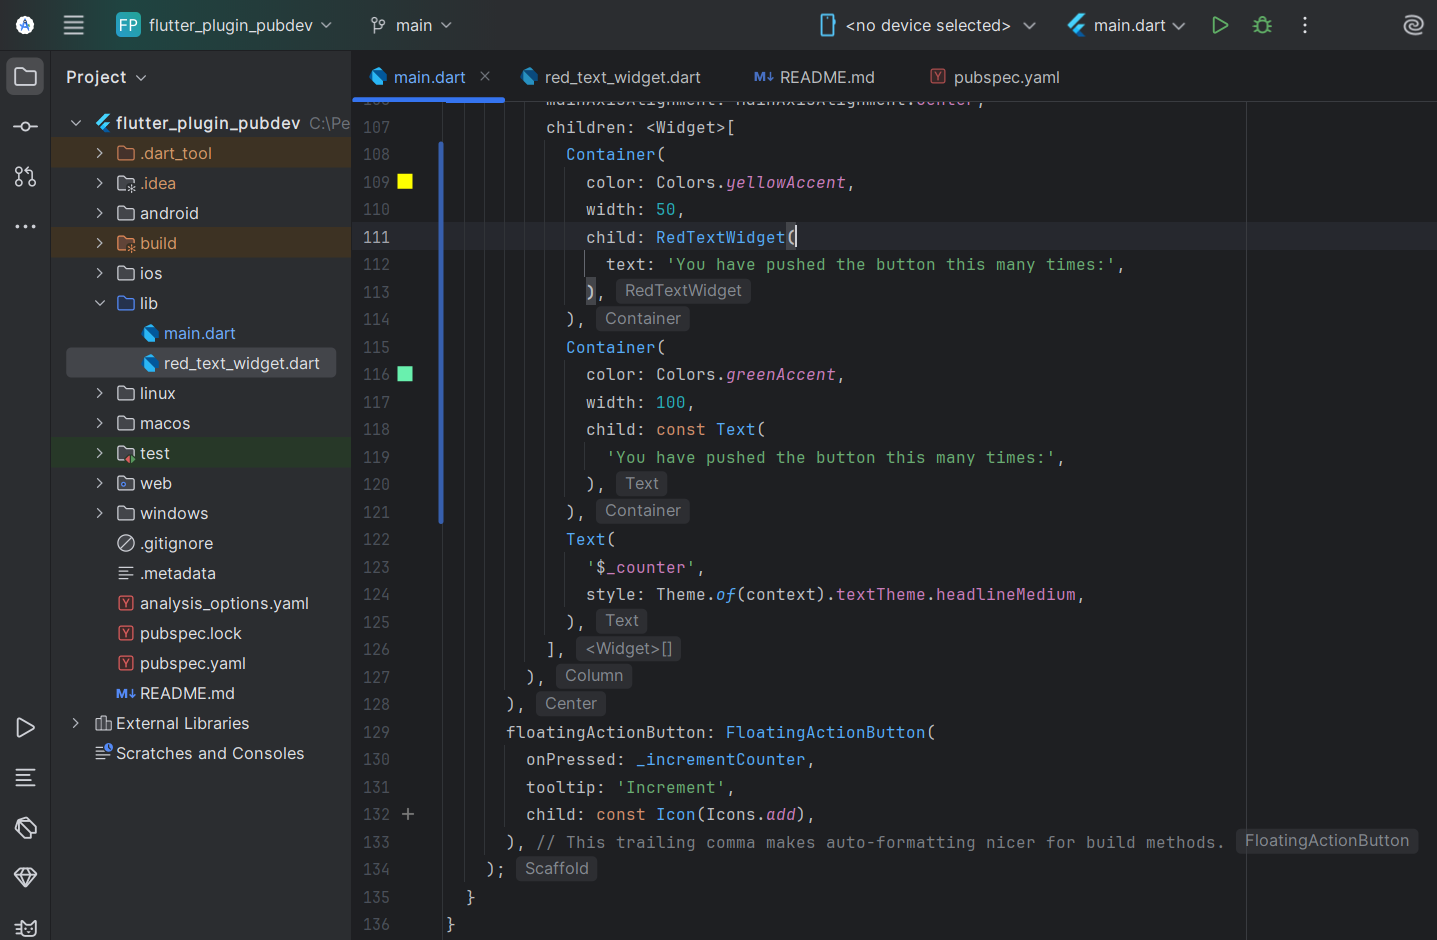 FP flutter_plugin_pubdev
main
<no device selected>
main.dart
Project
main.dart
red_text_widget.dart
M↓ README.md
Y pubspec.yaml
flutter_plugin_pubdev C:\Pe
.dart_tool
.idea
android
build
ios
lib
main.dart
red_text_widget.dart
linux
macos
test
web
windows
.gitignore
.metadata
Y analysis_options.yaml
Y pubspec.lock
Y pubspec.yaml
M↓ README.md
External Libraries
Scratches and Consoles
106 mainAxisAlignment: MainAxisAlignment.center,
107 children: <Widget>[
108 Container(
109 color: Colors.yellowAccent,
110 width: 50,
111 child: RedTextWidget(
112 text: 'You have pushed the button this many times:',
113 ), RedTextWidget
114 ), Container
115 Container(
116 color: Colors.greenAccent,
117 width: 100,
118 child: const Text(
119 'You have pushed the button this many times:',
120 ), Text
121 ), Container
122 Text(
123 '$_counter',
124 style: Theme.of(context).textTheme.headlineMedium,
125 ), Text
126 ], <Widget>[]
127 ), Column
128 ), Center
129 floatingActionButton: FloatingActionButton(
130 onPressed: _incrementCounter,
131 tooltip: 'Increment',
132 child: const Icon(Icons.add),
133 ), // This trailing comma makes auto-formatting nicer for build methods. FloatingActionButton
134 ); Scaffold
135 }
136 }